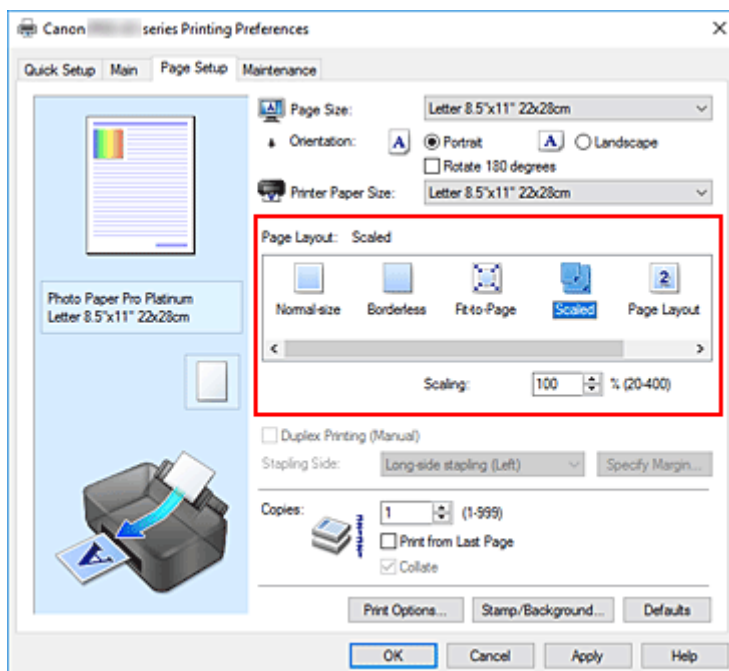 Canon series Printing Preferences
Quick Setup Main Page Setup Maintenance
Page Size: Letter 8.5"x11" 22x28cm
Orientation: A Portrait A Landscape
Rotate 180 degrees
Printer Paper Size: Letter 8.5"x11" 22x28cm
Page Layout: Scaled
Normal-size Borderless Fit-to-Page Scaled Page Layout
Scaling: 100 % (20-400)
Photo Paper Pro Platinum
Letter 8.5"x11" 22x28cm
Duplex Printing (Manual)
Stapling Side: Long-side stapling (Left) Specify Margin...
Copies: 1 (1-999)
Print from Last Page
Collate
Print Options... Stamp/Background... Defaults
OK Cancel Apply Help